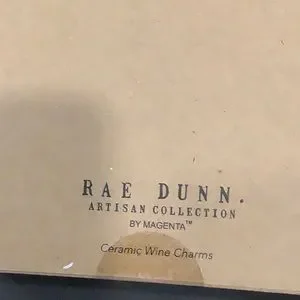 RAE DUNN.
ARTISAN COLLECTION
BY MAGENTA™
Ceramic Wine Charms